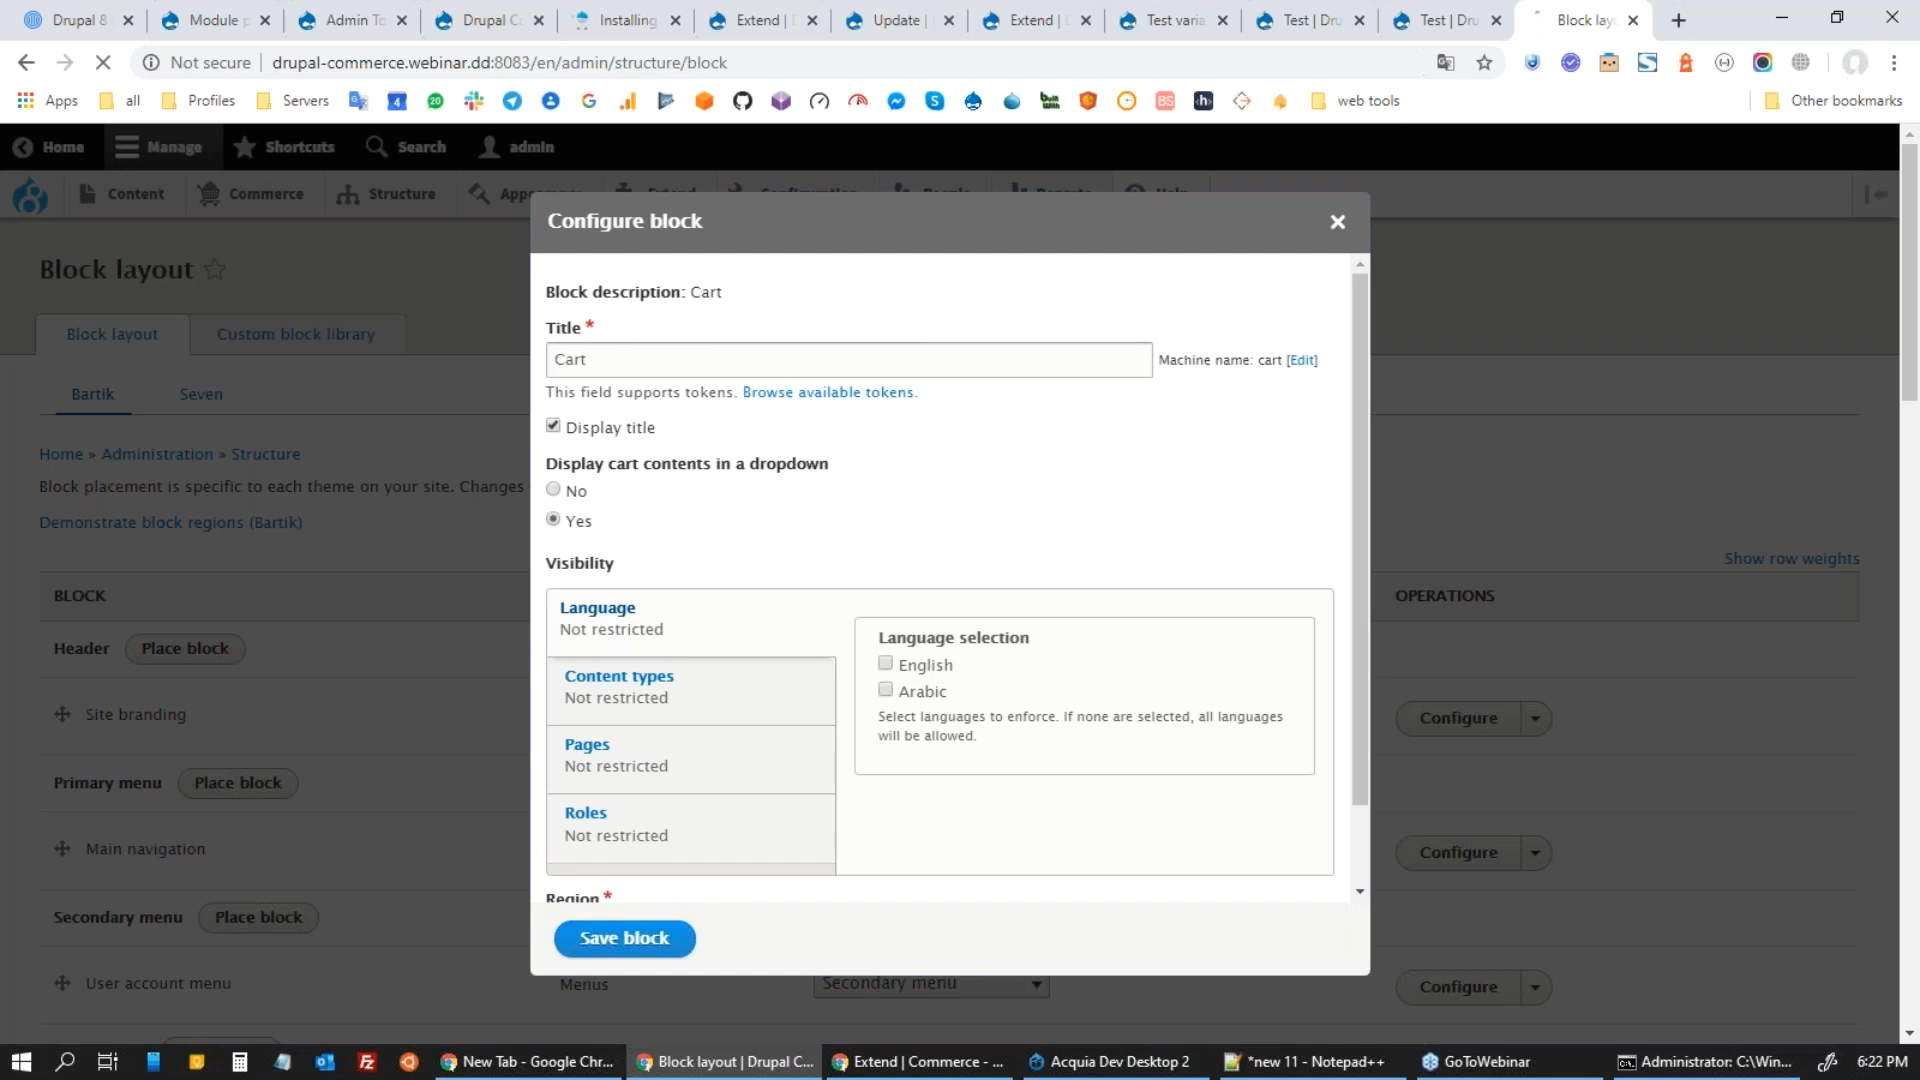 Drupal 8
Module p
Admin To
Drupal Co
Installing
Extend | D
Update |
Extend | D
Test varia
Test | Dru
Test | Dru
Block layo
Not secure | drupal-commerce.webinar.dd:8083/en/admin/structure/block
Apps
all
Profiles
Servers
web tools
Other bookmarks
Home
Manage
Shortcuts
Search
admin
Content
Commerce
Structure
Configure block
Block layout
Block description: Cart
Title *
Cart
Machine name: cart [Edit]
Block layout
Custom block library
This field supports tokens. Browse available tokens.
Bartik
Seven
Display title
Home » Administration » Structure
Display cart contents in a dropdown
Block placement is specific to each theme on your site. Changes
No
Demonstrate block regions (Bartik)
Yes
Show row weights
Visibility
BLOCK
OPERATIONS
Language
Not restricted
Language selection
English
Arabic
Select languages to enforce. If none are selected, all languages
will be allowed.
Header
Place block
Content types
Not restricted
Site branding
Configure
Pages
Not restricted
Primary menu
Place block
Roles
Not restricted
Main navigation
Configure
Region *
Secondary menu
Place block
Save block
User account menu
Menus
Secondary menu
Configure
New Tab - Google Chr...
Block layout | Drupal C...
Extend | Commerce - ...
Acquia Dev Desktop 2
*new 11 - Notepad++
GoToWebinar
Administrator: C:\Win...
6:22 PM